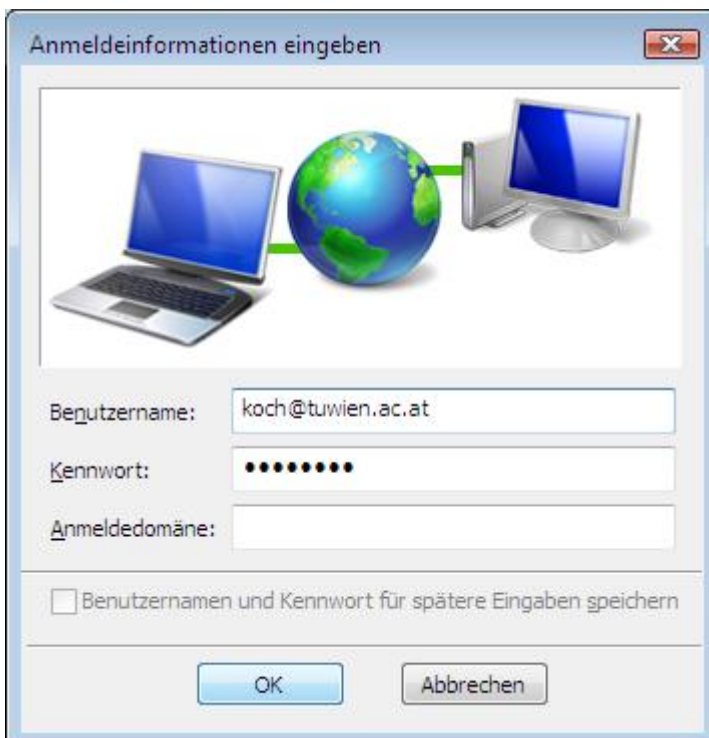 Anmeldeinformationen eingeben
Benutzername: koch@tuwien.ac.at
Kennwort: ••••••••
Anmeldedomäne:
Benutzernamen und Kennwort für spätere Eingaben speichern
OK Abbrechen